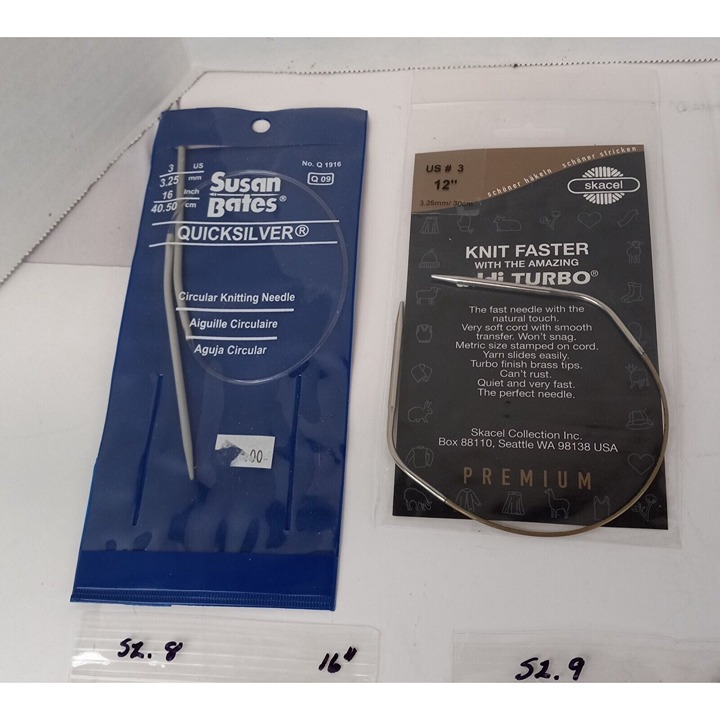 3 US
3.25 mm
16 Inch
40.50 cm
No. Q 1916
Q 09
Susan
Bates®
QUICKSILVER®
Circular Knitting Needle
Aiguille Circulaire
Aguja Circular
.00
US # 3
12"
3.25mm/ 30cm
schöner häkeln schöner stricken
skacel
KNIT FASTER
WITH THE AMAZING
TURBO®
The fast needle with the
natural touch.
Very soft cord with smooth
transfer. Won't snag.
Metric size stamped on cord.
Yarn slides easily.
Turbo finish brass tips.
Can't rust.
Quiet and very fast.
The perfect needle.
Skacel Collection Inc.
Box 88110, Seattle WA 98138 USA
PREMIUM
SZ. 8
16"
SZ. 9